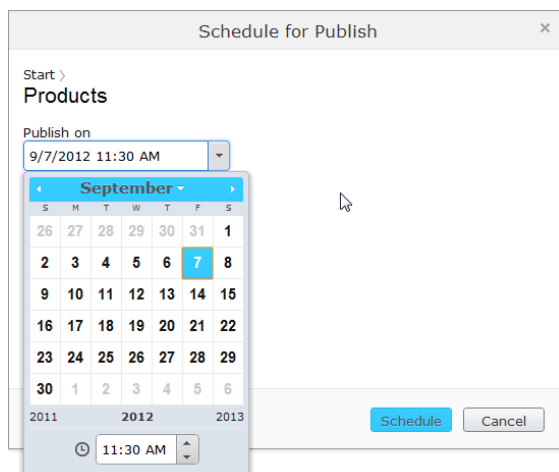 Schedule for Publish ×
Start >
Products
Publish on
9/7/2012 11:30 AM
September
S M T W T F S
26 27 28 29 30 31 1
2 3 4 5 6 7 8
9 10 11 12 13 14 15
16 17 18 19 20 21 22
23 24 25 26 27 28 29
30 1 2 3 4 5 6
2011 2012 2013
Schedule Cancel
11:30 AM